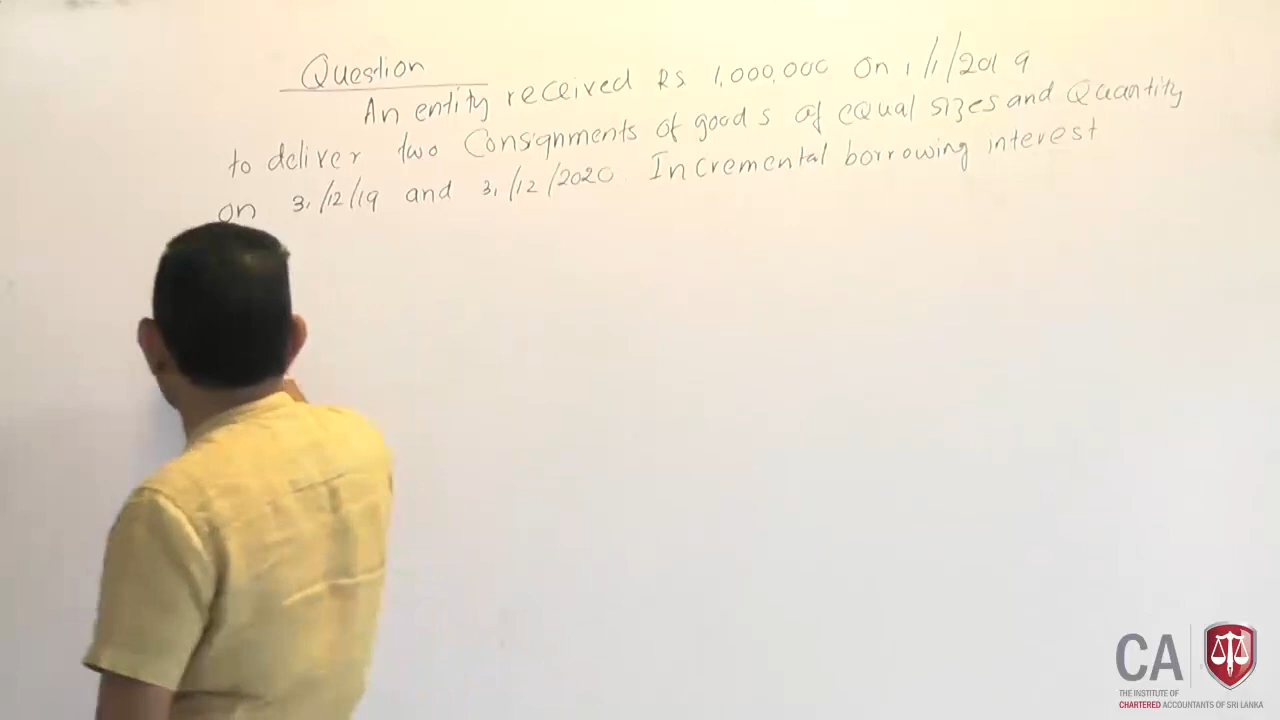 Question
An entity received Rs 1,000,000 On 1/1/2019
to deliver two Consignments of goods of equal sizes and Quantity
on 31/12/19 and 31/12/2020. Incremental borrowing interest
CA
THE INSTITUTE OF
CHARTERED ACCOUNTANTS OF SRI LANKA